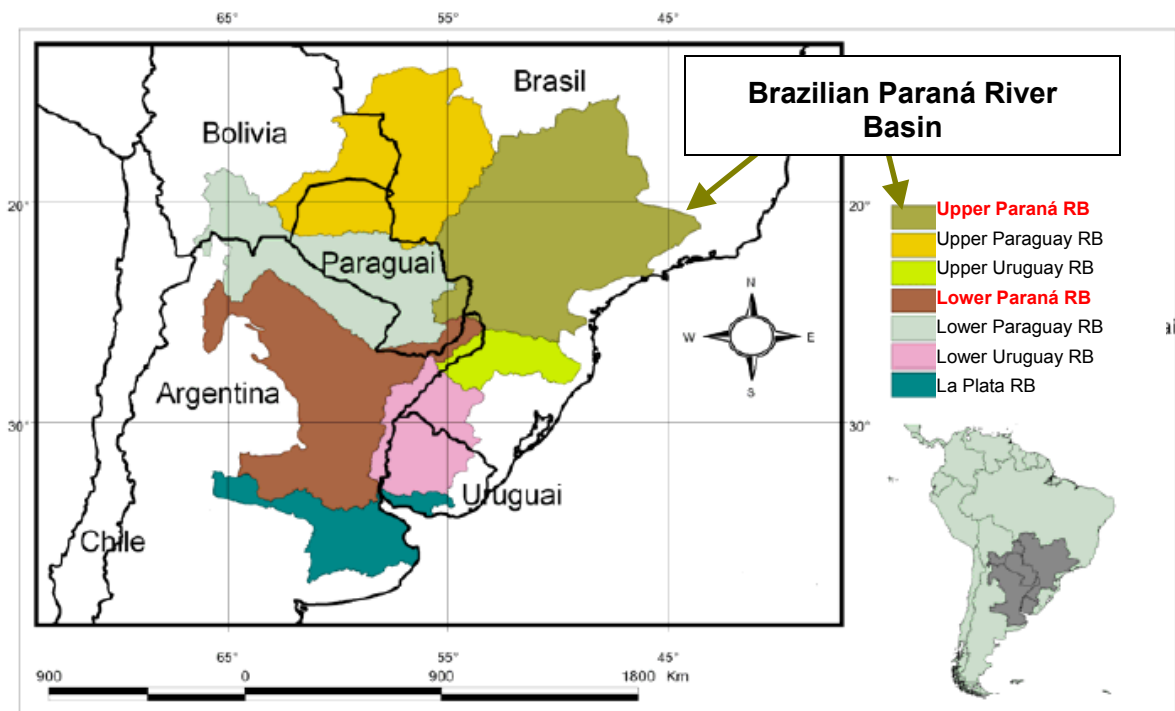 65°
55°
45°
Brasil
Brazilian Paraná River
Basin
Bolivia
20°
20°
Upper Paraná RB
Upper Paraguay RB
Upper Uruguay RB
Lower Paraná RB
Lower Paraguay RB
Lower Uruguay RB
La Plata RB
Paraguai
N
W
E
S
Argentina
30°
30°
Uruguai
Chile
65°
55°
45°
900
0
900
1800 Km